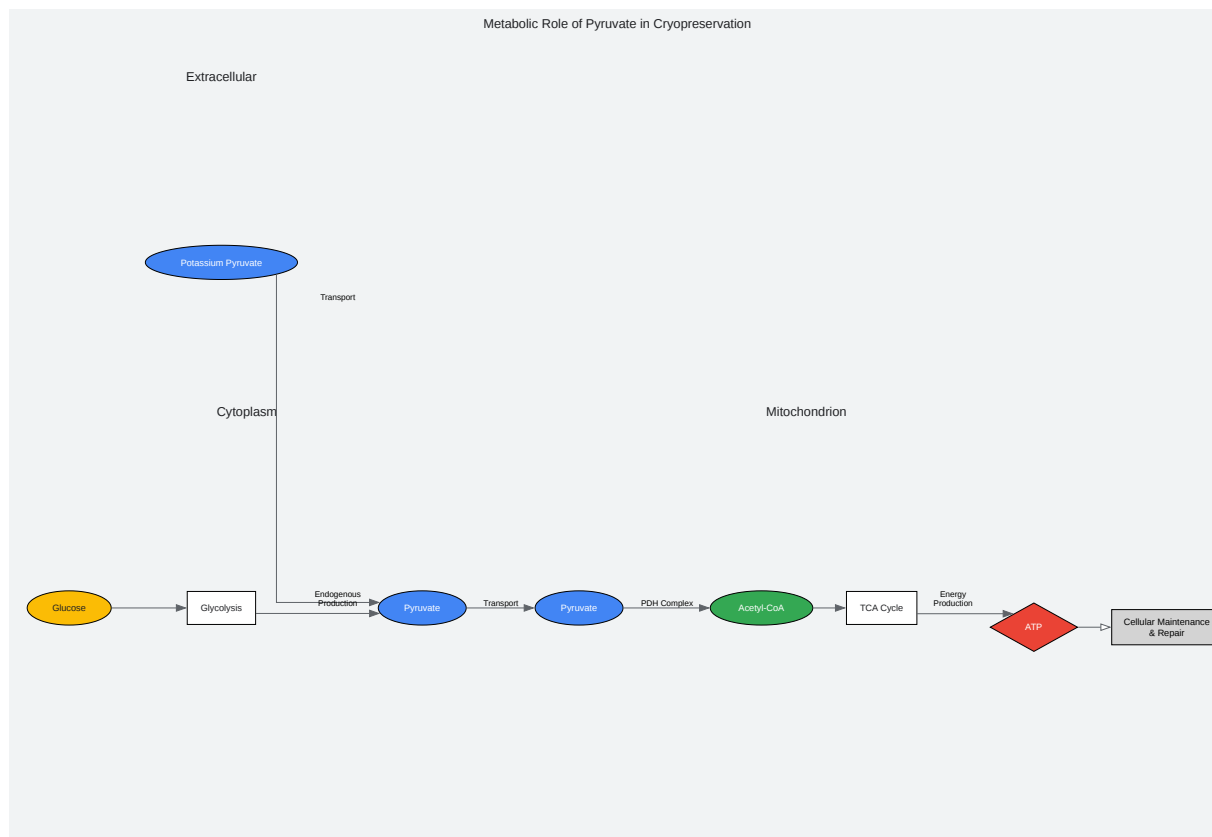 Metabolic Role of Pyruvate in Cryopreservation
Extracellular
Potassium Pyruvate
Transport
Cytoplasm
Mitochondrion
Glucose
Glycolysis
Endogenous
Production
Pyruvate
Transport
Pyruvate
PDH Complex
Acetyl-CoA
TCA Cycle
Energy
Production
ATP
Cellular Maintenance
& Repair